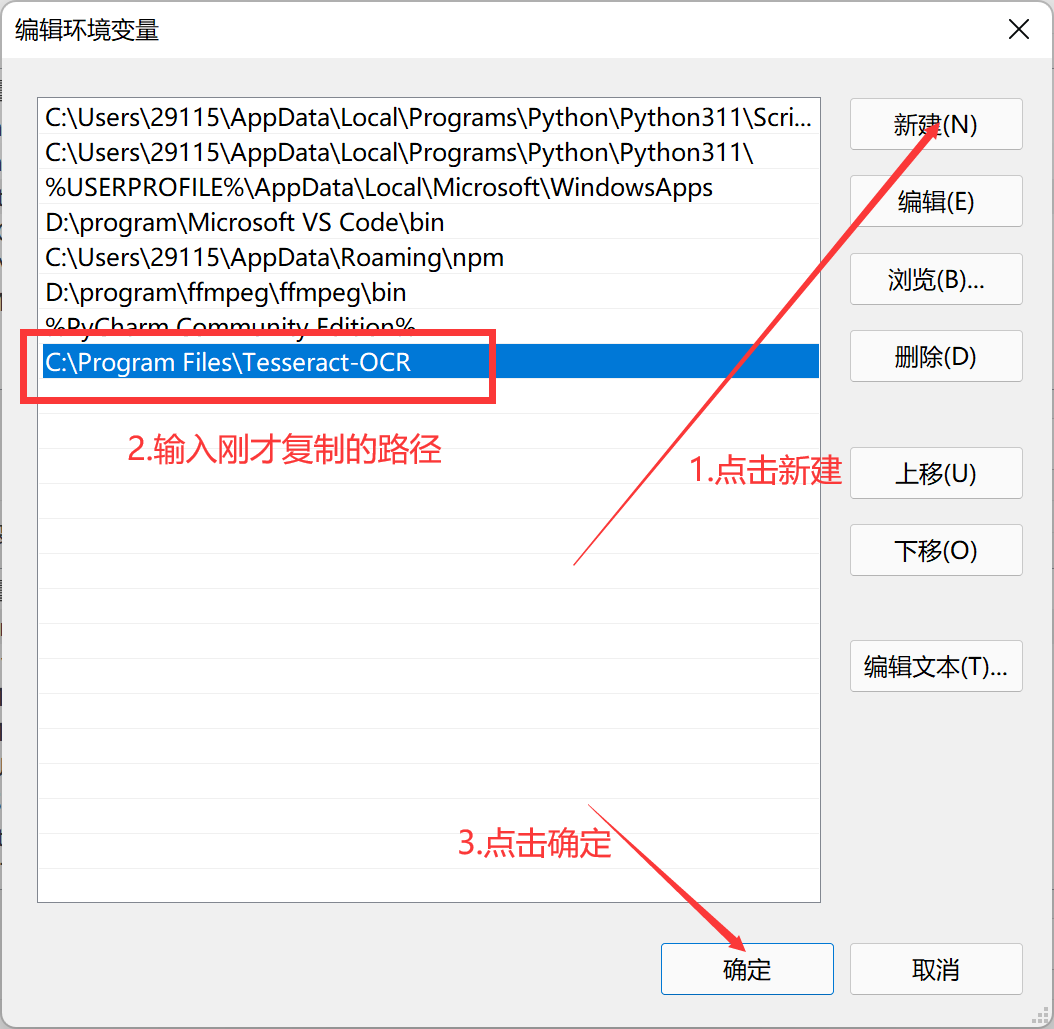 编辑环境变量
C:\Users\29115\AppData\Local\Programs\Python\Python311\Scri...
C:\Users\29115\AppData\Local\Programs\Python\Python311\
%USERPROFILE%\AppData\Local\Microsoft\WindowsApps
D:\program\Microsoft VS Code\bin
C:\Users\29115\AppData\Roaming\npm
D:\program\ffmpeg\ffmpeg\bin
%PyCharm Community Edition%
C:\Program Files\Tesseract-OCR
2.输入刚才复制的路径
1.点击新建
3.点击确定
新建(N)
编辑(E)
浏览(B)...
删除(D)
上移(U)
下移(O)
编辑文本(T)...
确定
取消